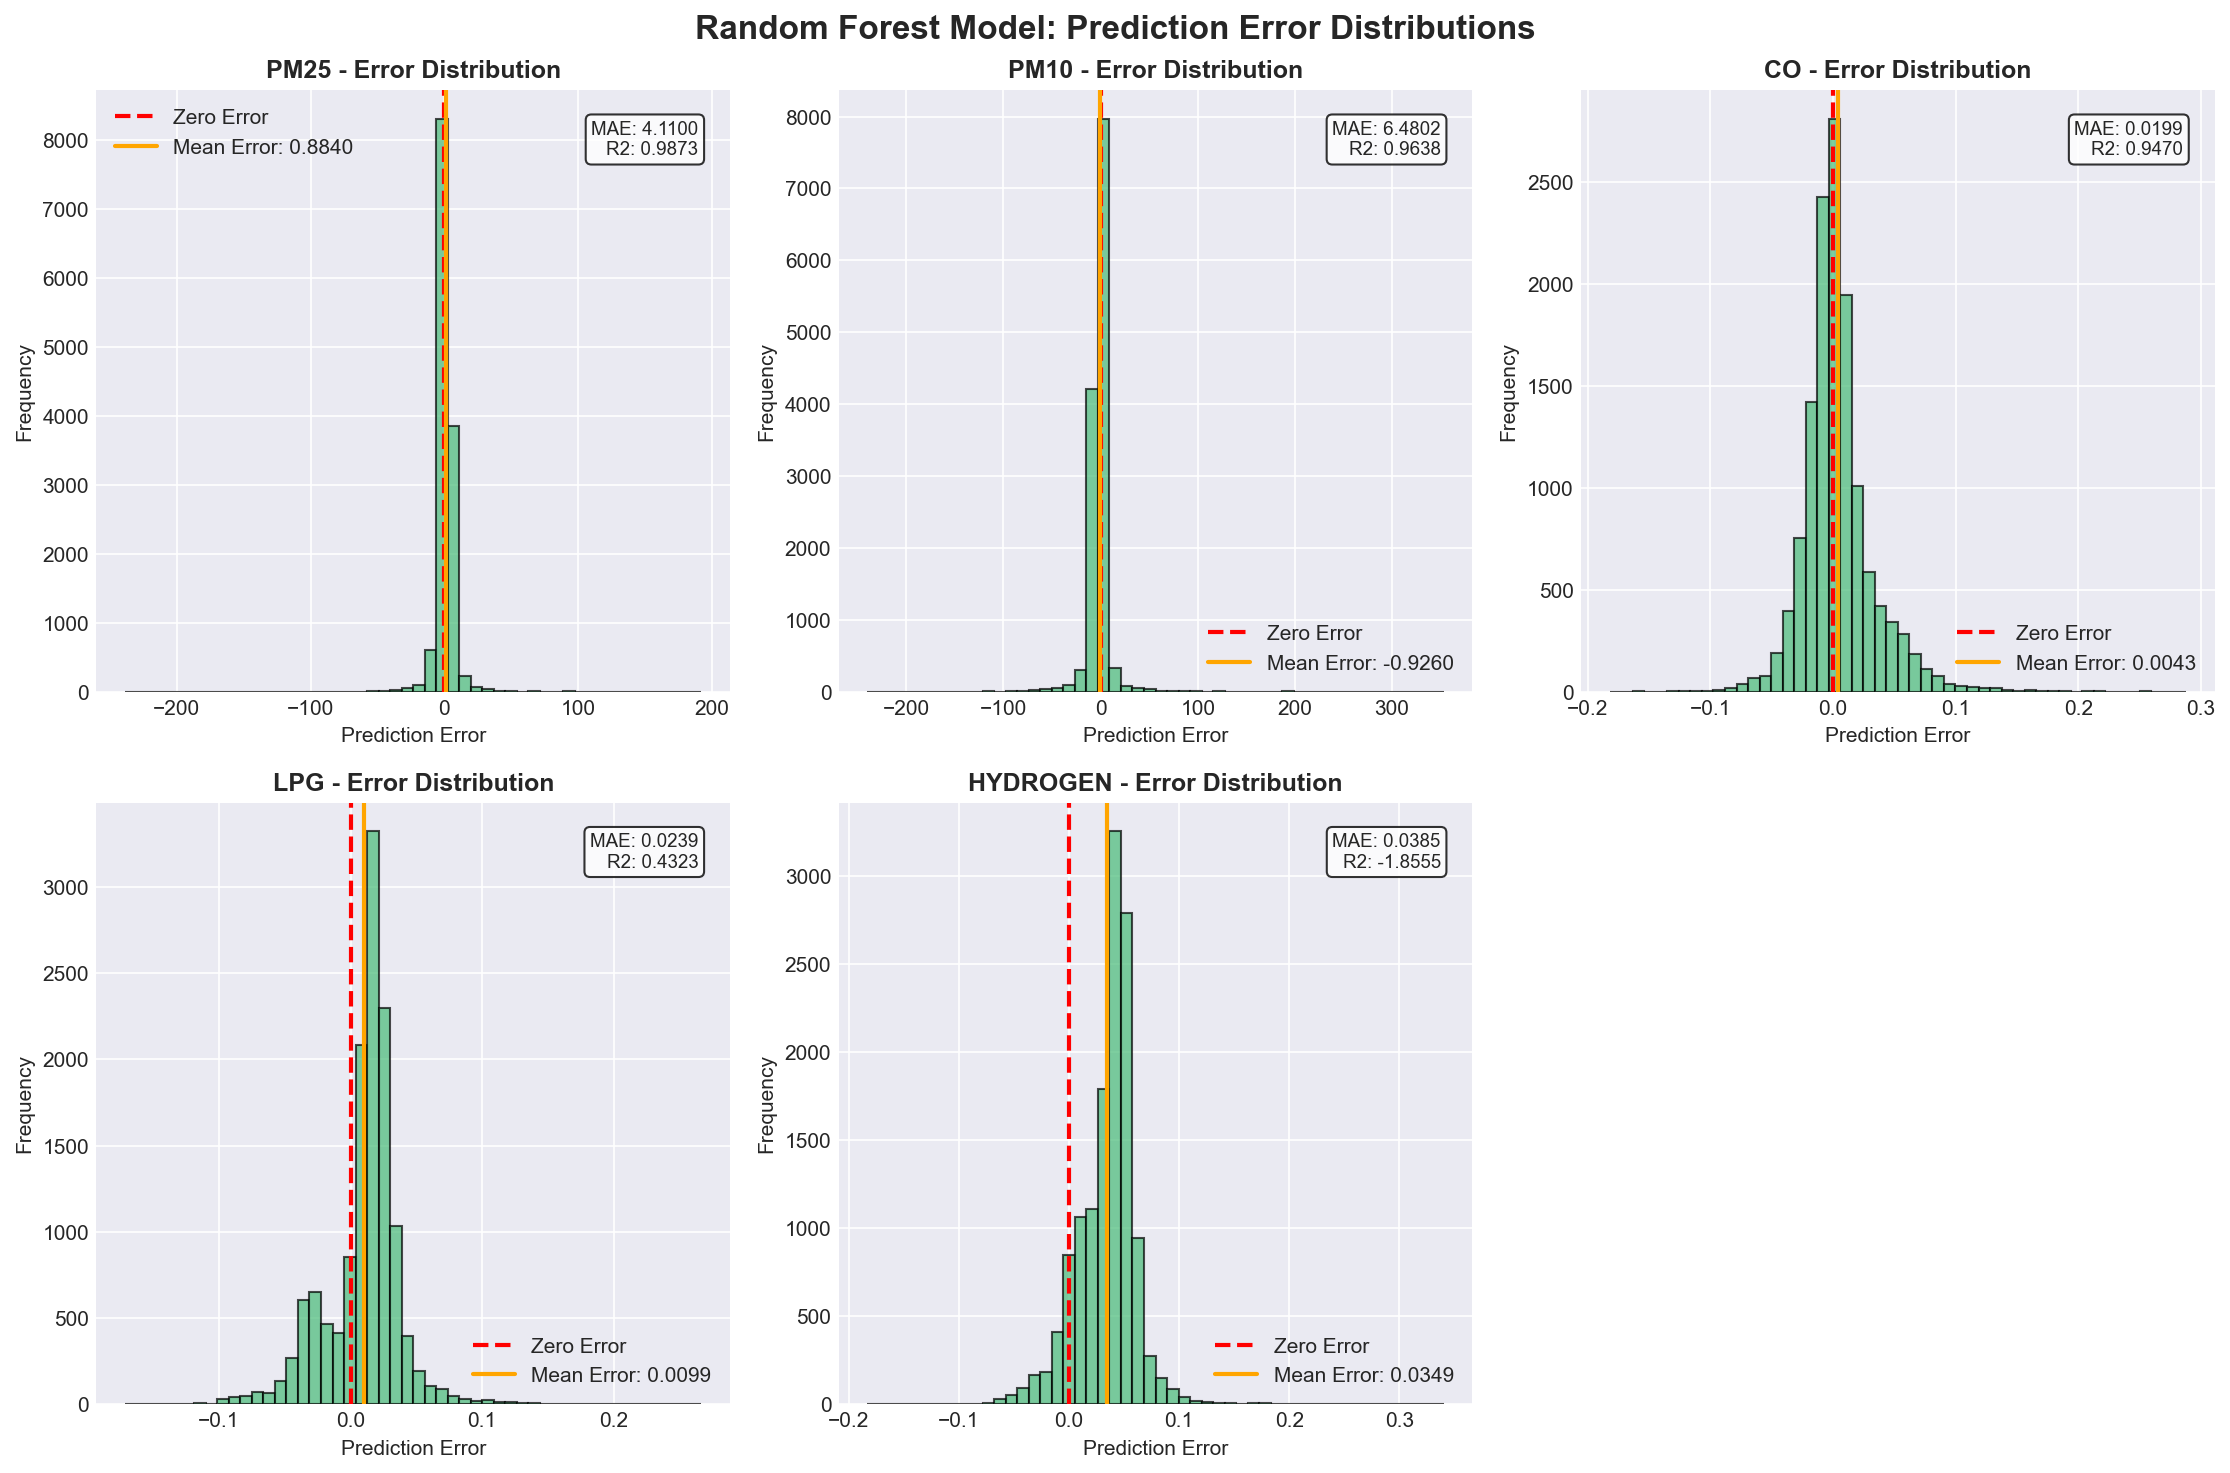 Random Forest Model: Prediction Error Distributions
PM25 - Error Distribution
Zero Error
Mean Error: 0.8840
MAE: 4.1100
R2: 0.9873
8000
7000
6000
5000
4000
3000
2000
1000
0
Frequency
−200
−100
0
100
200
Prediction Error
PM10 - Error Distribution
MAE: 6.4802
R2: 0.9638
8000
7000
6000
5000
4000
3000
2000
1000
0
Frequency
Zero Error
Mean Error: -0.9260
−200
−100
0
100
200
300
Prediction Error
CO - Error Distribution
MAE: 0.0199
R2: 0.9470
2500
2000
1500
1000
500
0
Frequency
Zero Error
Mean Error: 0.0043
−0.2
−0.1
0.0
0.1
0.2
0.3
Prediction Error
LPG - Error Distribution
MAE: 0.0239
R2: 0.4323
3000
2500
2000
1500
1000
500
0
Frequency
Zero Error
Mean Error: 0.0099
−0.1
0.0
0.1
0.2
Prediction Error
HYDROGEN - Error Distribution
MAE: 0.0385
R2: -1.8555
3000
2500
2000
1500
1000
500
0
Frequency
Zero Error
Mean Error: 0.0349
−0.2
−0.1
0.0
0.1
0.2
0.3
Prediction Error